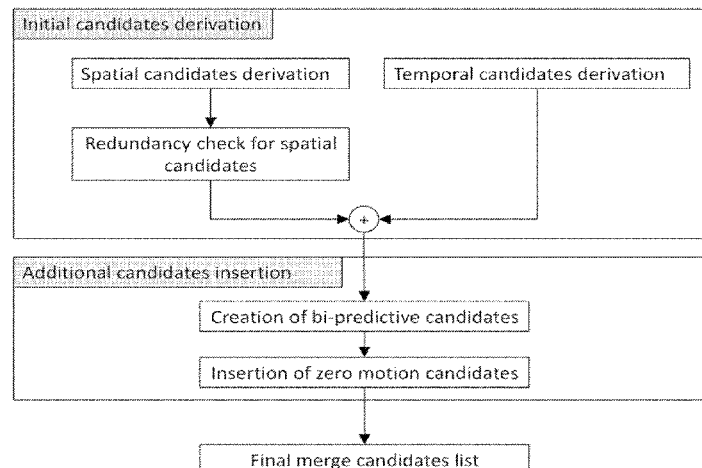 Initial candidates derivation
Spatial candidates derivation
Temporal candidates derivation
Redundancy check for spatial
candidates
+
Additional candidates insertion
Creation of bi-predictive candidates
Insertion of zero motion candidates
Final merge candidates list